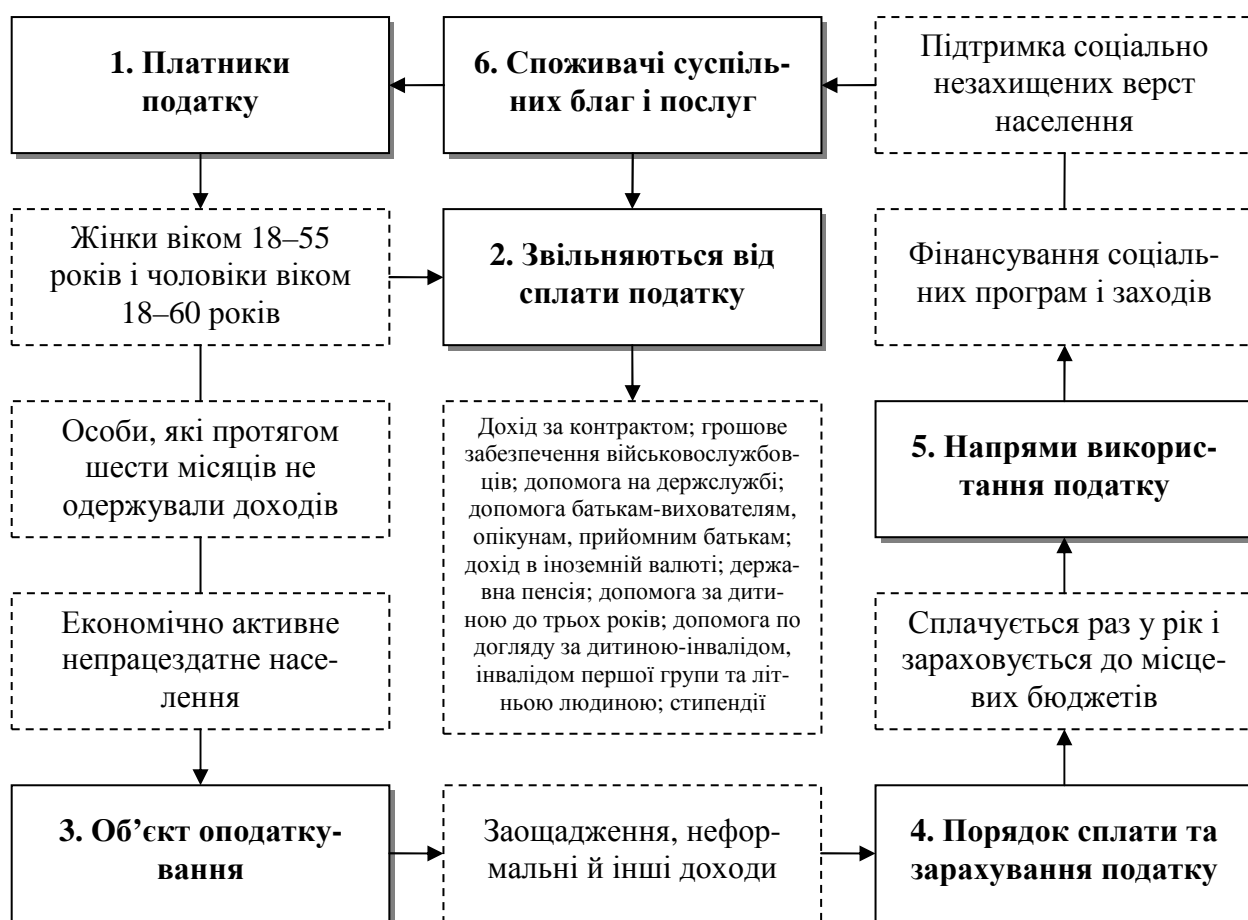 1. Платники
податку
6. Споживачі суспіль-
них благ і послуг
Підтримка соціально
незахищених верст
населення
Жінки віком 18–55
років і чоловіки віком
18–60 років
2. Звільняються від
сплати податку
Фінансування соціаль-
них програм і заходів
Особи, які протягом
шести місяців не
одержували доходів
Дохід за контрактом; грошове
забезпечення військовослужбов-
ців; допомога на держслужбі;
допомога батькам-вихователям,
опікунам, прийомним батькам;
дохід в іноземній валюті; держа-
вна пенсія; допомога за дити-
ною до трьох років; допомога по
догляду за дитиною-інвалідом,
інвалідом першої групи та літ-
ньою людиною; стипендії
5. Напрями викорис-
тання податку
Економічно активне
непрацездатне насе-
лення
Сплачується раз у рік і
зараховується до місце-
вих бюджетів
3. Об’єкт оподатку-
вання
Заощадження, нефор-
мальні й інші доходи
4. Порядок сплати та
зарахування податку